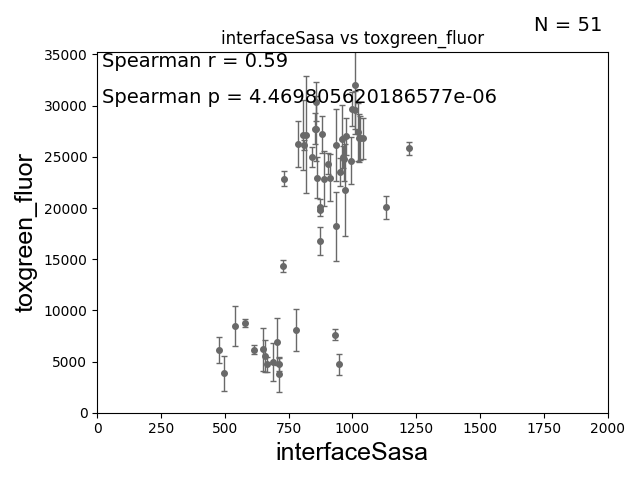 N = 51
interfaceSasa vs toxgreen_fluor
Spearman r = 0.59
Spearman p = 4.469805620186577e-06
toxgreen_fluor
35000
30000
25000
20000
15000
10000
5000
0
0 250 500 750 1000 1250 1500 1750 2000
interfaceSasa